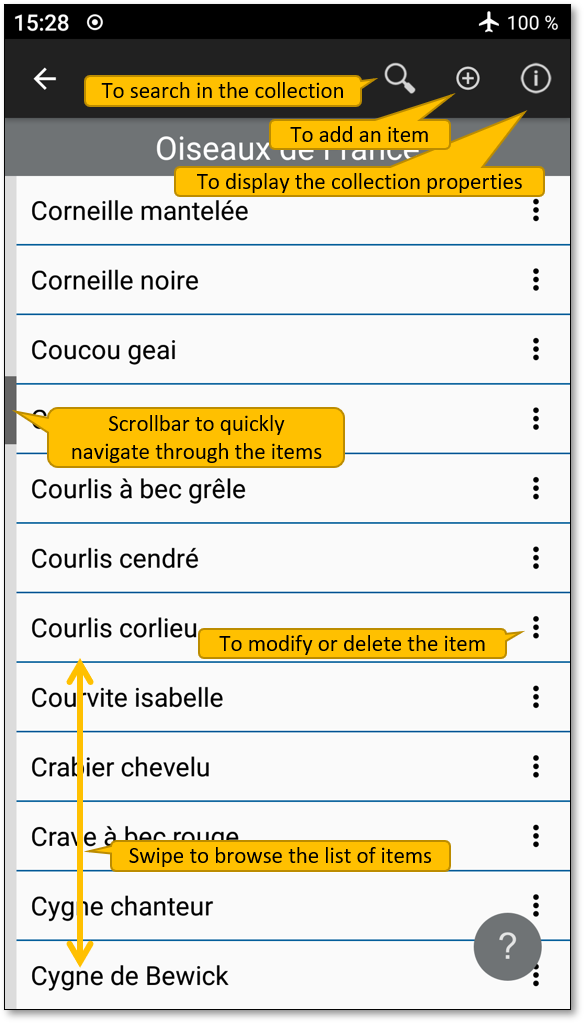 15:28
100 %
To search in the collection
To add an item
Oiseaux de France
To display the collection properties
Corneille mantelée
Corneille noire
Coucou geai
Scrollbar to quickly
navigate through the items
Courlis à bec grêle
Courlis cendré
Courlis corlieu
To modify or delete the item
Courvite isabelle
Crabier chevelu
Crave à bec rouge
Swipe to browse the list of items
Cygne chanteur
?
Cygne de Bewick